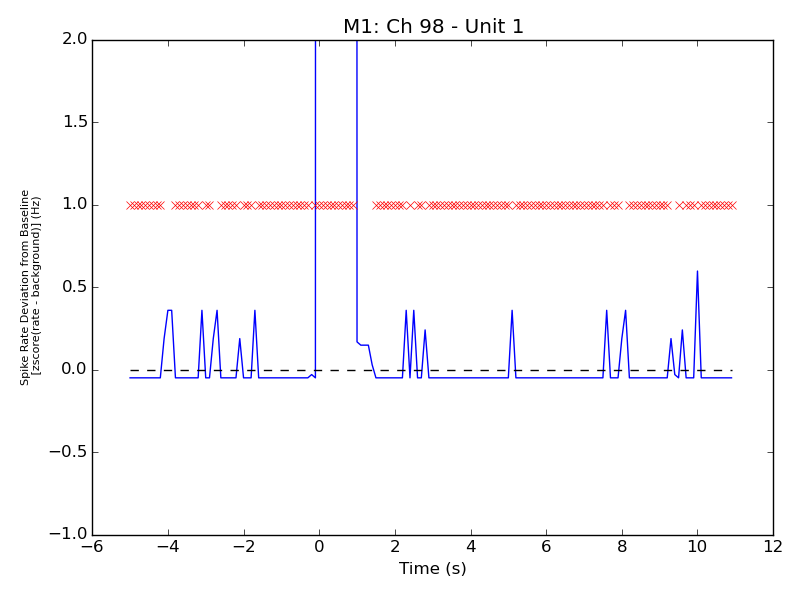 M1: Ch 98 - Unit 1
2.0
1.5
1.0
0.5
0.0
−0.5
−1.0
Spike Rate Deviation from Baseline
[zscore(rate - background)] (Hz)
−6 −4 −2 0 2 4 6 8 10 12
Time (s)